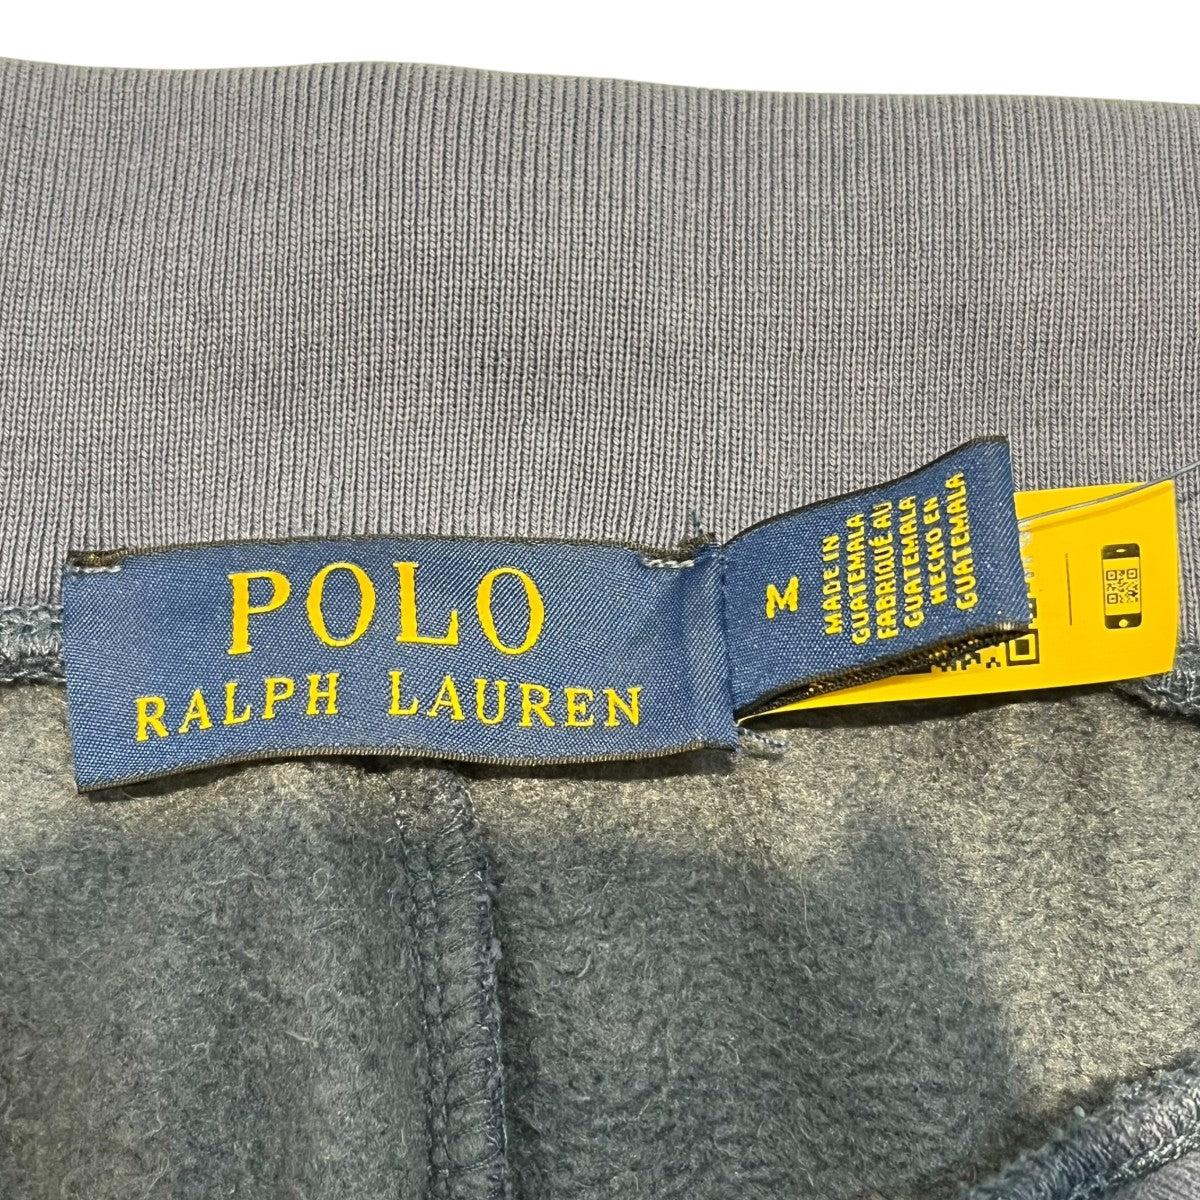 POLO
RALPH LAUREN
M
MADE IN
GUATEMALA
FABRIQUÉ AU
GUATEMALA
HECHO EN
GUATEMALA